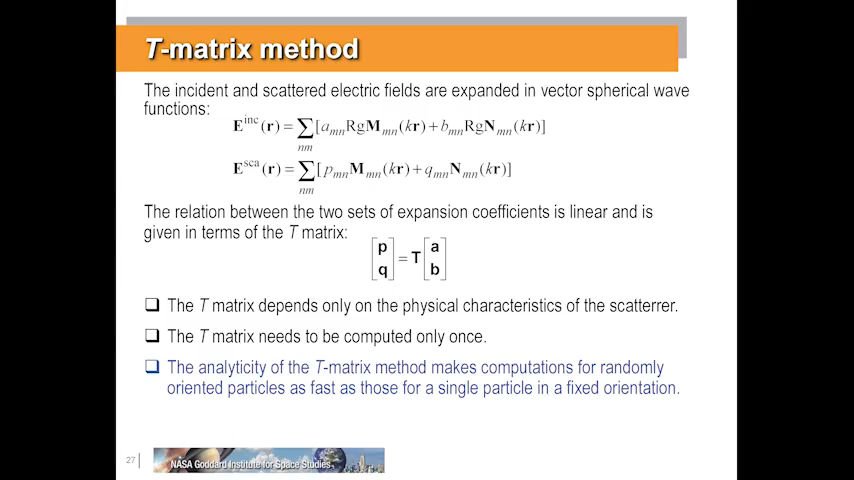 T-matrix method
The incident and scattered electric fields are expanded in vector spherical wave
functions:
E^inc(r) = ∑_nm [a_mn RgM_mn(kr) + b_mn RgN_mn(kr)]
E^sca(r) = ∑_nm [p_mn M_mn(kr) + q_mn N_mn(kr)]
The relation between the two sets of expansion coefficients is linear and is
given in terms of the T matrix:
[p q] = T [a b]
❑ The T matrix depends only on the physical characteristics of the scatterrer.
❑ The T matrix needs to be computed only once.
❑ The analyticity of the T-matrix method makes computations for randomly
oriented particles as fast as those for a single particle in a fixed orientation.
27
NASA Goddard Institute for Space Studies